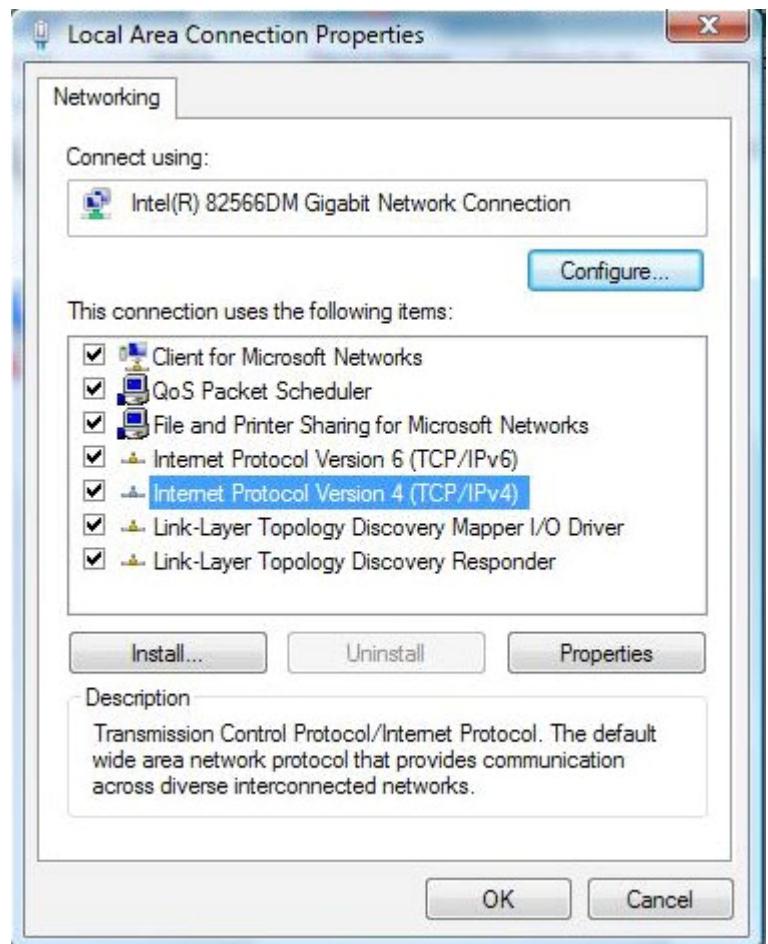 Local Area Connection Properties
Networking
Connect using:
Intel(R) 82566DM Gigabit Network Connection
Configure...
This connection uses the following items:
Client for Microsoft Networks
QoS Packet Scheduler
File and Printer Sharing for Microsoft Networks
Internet Protocol Version 6 (TCP/IPv6)
Internet Protocol Version 4 (TCP/IPv4)
Link-Layer Topology Discovery Mapper I/O Driver
Link-Layer Topology Discovery Responder
Install... Uninstall Properties
Description
Transmission Control Protocol/Internet Protocol. The default
wide area network protocol that provides communication
across diverse interconnected networks.
OK Cancel